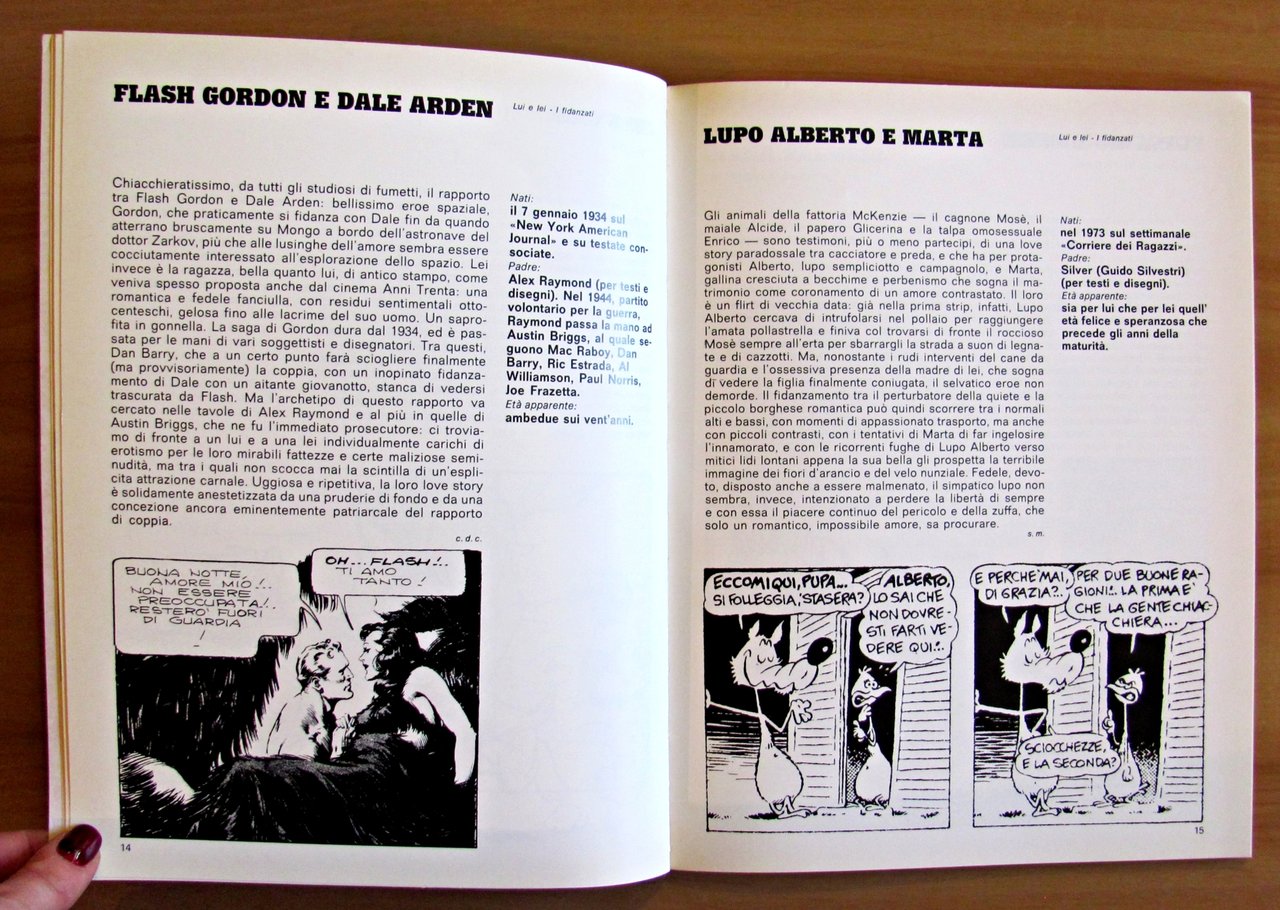 FLASH GORDON E DALE ARDEN
Lui e lei - I fidanzati
Chiacchieratissimo, da tutti gli studiosi di fumetti, il rapporto
tra Flash Gordon e Dale Arden: bellissimo eroe spaziale,
Gordon, che praticamente si fidanza con Dale fin da quando
atterrano bruscamente su Mongo a bordo dell'astronave del
dottor Zarkov, più che alle lusinghe dell'amore sembra essere
cocciutamente interessato all'esplorazione dello spazio. Lei
invece è la ragazza, bella quanto lui, di antico stampo, come
veniva spesso proposta anche dal cinema Anni Trenta: una
romantica e fedele fanciulla, con residui sentimentali otto-
centeschi, gelosa fino alle lacrime del suo uomo. Un sapro-
fita in gonnella. La saga di Gordon dura dal 1934, ed è pas-
sata per le mani di vari soggettisti e disegnatori. Tra questi,
Dan Barry, che a un certo punto farà sciogliere finalmente
(ma provvisoriamente) la coppia, con un inopinato fidanza-
mento di Dale con un aitante giovanotto, stanca di vedersi
trascurata da Flash. Ma l'archetipo di questo rapporto va
cercato nelle tavole di Alex Raymond e al più in quelle di
Austin Briggs, che ne fu l'immediato prosecutore: ci trovia-
mo di fronte a un lui e a una lei individualmente carichi di
erotismo per le loro mirabili fattezze e certe maliziose semi-
nudità, ma tra i quali non scocca mai la scintilla di un'espli-
cita attrazione carnale. Uggiosa e ripetitiva, la loro love story
è solidamente anestetizzata da una pruderie di fondo e da una
concezione ancora eminentemente patriarcale del rapporto
di coppia.
c. d. c.
Nati:
il 7 gennaio 1934 sul
«New York American
Journal» e su testate con-
sociate.
Padre:
Alex Raymond (per testi e
disegni). Nel 1944, partito
volontario per la guerra,
Raymond passa la mano ad
Austin Briggs, al quale se-
guono Mac Raboy, Dan
Barry, Ric Estrada, Al
Williamson, Paul Norris,
Joe Frazetta.
Età apparente:
ambedue sui vent'anni.
BUONA NOTTE,
AMORE MIO!..
NON ESSERE
PREOCCUPATA!..
RESTERO' FUORI
DI GUARDIA
!
OH... FLASH!..
TI AMO
TANTO!
14
LUPO ALBERTO E MARTA
Lui e lei - I fidanzati
Gli animali della fattoria McKenzie — il cagnone Mosè, il
maiale Alcide, il papero Glicerina e la talpa omosessuale
Enrico — sono testimoni, più o meno partecipi, di una love
story paradossale tra cacciatore e preda, e che ha per prota-
gonisti Alberto, lupo sempliciotto e campagnolo, e Marta,
gallina cresciuta a becchime e perbenismo che sogna il ma-
trimonio come coronamento di un amore contrastato. Il loro
è un flirt di vecchia data: già nella prima strip, infatti, Lupo
Alberto cercava di intrufolarsi nel pollaio per raggiungere
l'amata pollastrella e finiva col trovarsi di fronte il roccioso
Mosè sempre all'erta per sbarrargli la strada a suon di legna-
te e di cazzotti. Ma, nonostante i rudi interventi del cane da
guardia e l'ossessiva presenza della madre di lei, che sogna
di vedere la figlia finalmente coniugata, il selvatico eroe non
demorde. Il fidanzamento tra il perturbatore della quiete e la
piccolo borghese romantica può quindi scorrere tra i normali
alti e bassi, con momenti di appassionato trasporto, ma anche
con piccoli contrasti, con i tentativi di Marta di far ingelosire
l'innamorato, e con le ricorrenti fughe di Lupo Alberto verso
mitici lidi lontani appena la sua bella gli prospetta la terribile
immagine dei fiori d'arancio e del velo nunziale. Fedele, devo-
to, disposto anche a essere malmenato, il simpatico lupo non
sembra, invece, intenzionato a perdere la libertà di sempre
e con essa il piacere continuo del pericolo e della zuffa, che
solo un romantico, impossibile amore, sa procurare.
s. m.
Nati:
nel 1973 sul settimanale
«Corriere dei Ragazzi».
Padre:
Silver (Guido Silvestri)
(per testi e disegni).
Età apparente:
sia per lui che per lei quell'
età felice e speranzosa che
precede gli anni della
maturità.
ECCOMI QUI, PUPA...
SI FOLLEGGIA, STASERA?
ALBERTO,
LO SAI CHE
NON DOVRE-
STI FARTI VE-
DERE QUI..
E PERCHE' MAI,
DI GRAZIA?..
PER DUE BUONE RA-
GIONI!.. LA PRIMA E'
CHE LA GENTE CHIAC-
CHIERA...
SCIOCCHEZZE,
E LA SECONDA?
15